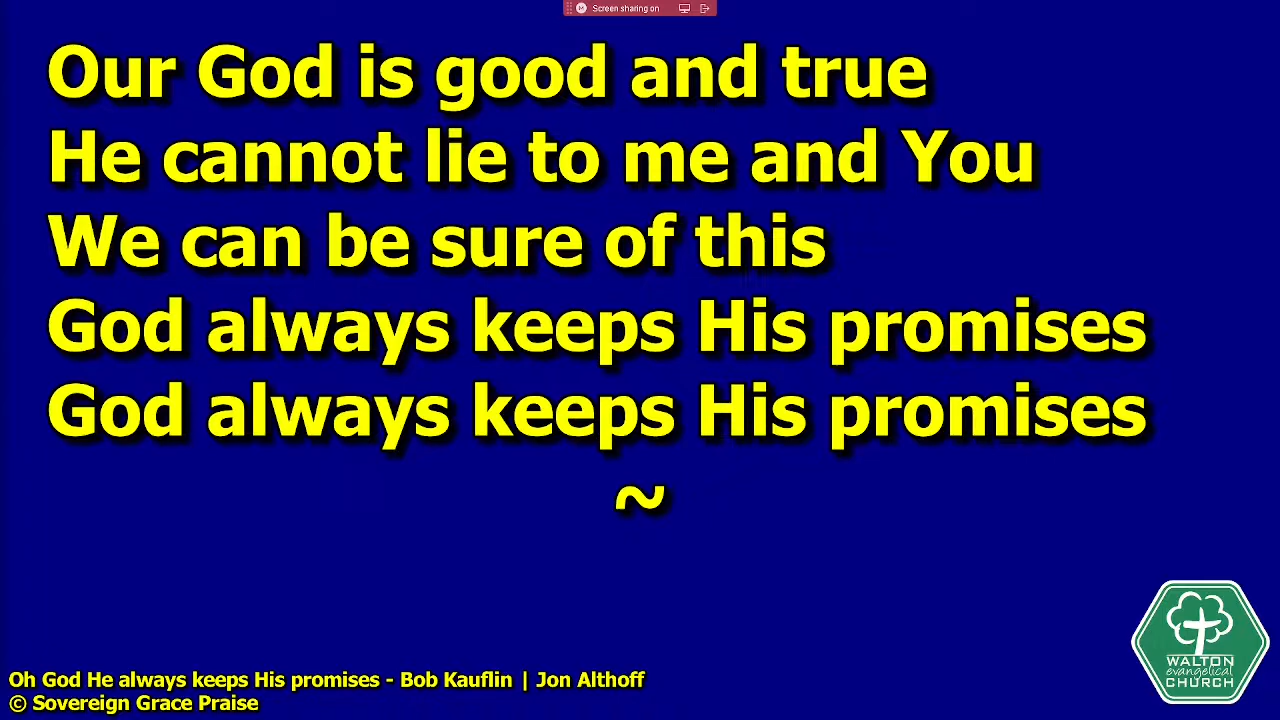 Screen sharing on
Our God is good and true
He cannot lie to me and You
We can be sure of this
God always keeps His promises
God always keeps His promises
~
Oh God He always keeps His promises - Bob Kauflin | Jon Althoff
© Sovereign Grace Praise
WALTON
evangelical
CHURCH